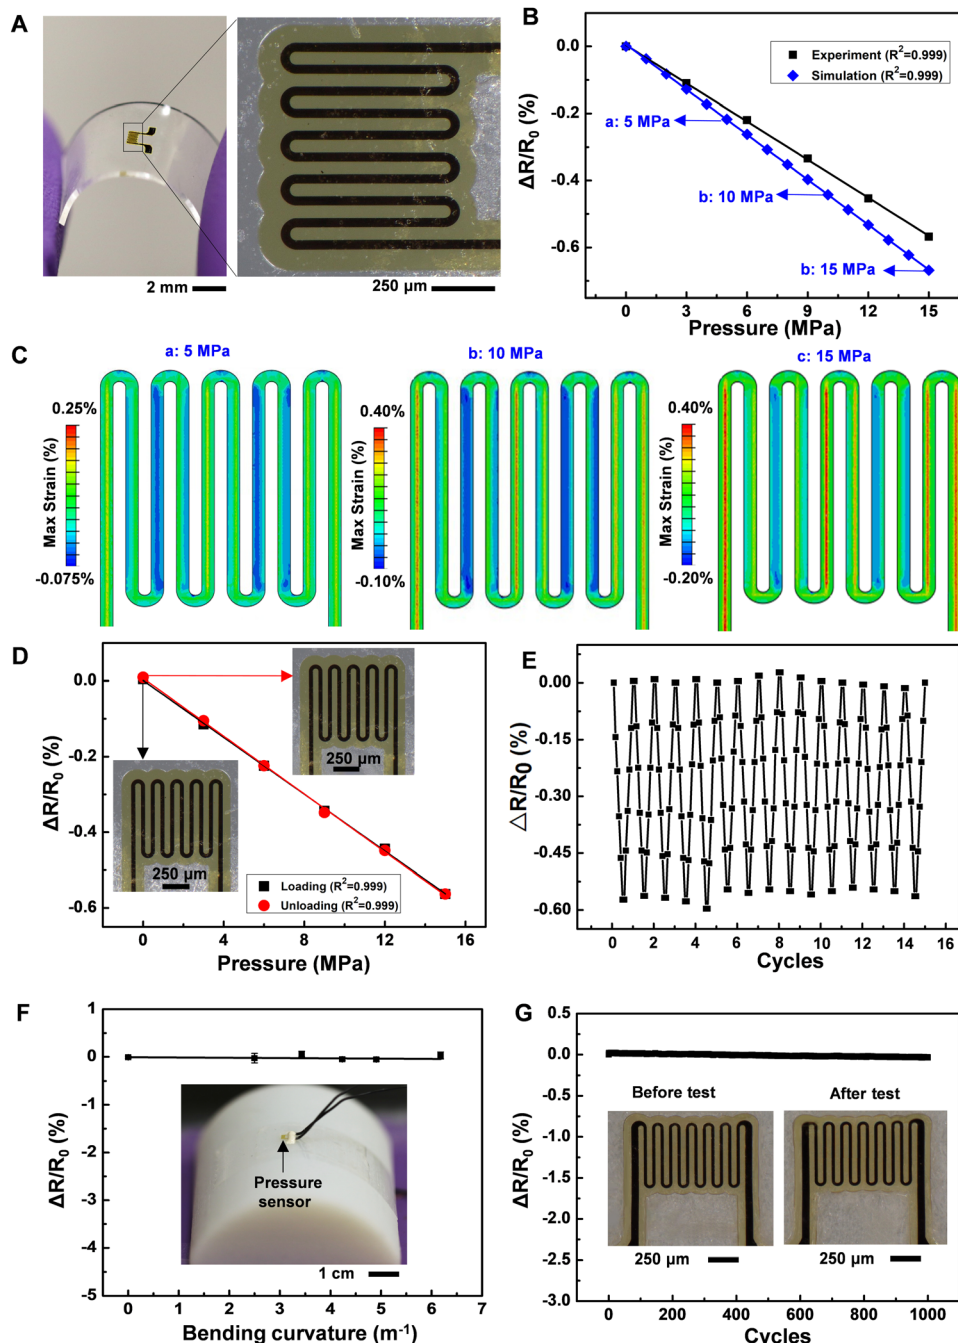 A
2 mm
250 μm
B
0.0
-0.2
-0.4
-0.6
ΔR/R0 (%)
Experiment (R2=0.999)
Simulation (R2=0.999)
a: 5 MPa
b: 10 MPa
b: 15 MPa
0 3 6 9 12 15
Pressure (MPa)
C
a: 5 MPa
0.25%
Max Strain (%)
-0.075%
b: 10 MPa
0.40%
Max Strain (%)
-0.10%
c: 15 MPa
0.40%
Max Strain (%)
-0.20%
D
0.0
-0.2
-0.4
-0.6
ΔR/R0 (%)
250 μm
250 μm
Loading (R2=0.999)
Unloading (R2=0.999)
0 4 8 12 16
Pressure (MPa)
E
0.00
-0.15
-0.30
-0.45
-0.60
△R/R0 (%)
0 2 4 6 8 10 12 14 16
Cycles
F
1
0
-1
-2
-3
-4
-5
ΔR/R0 (%)
Pressure
sensor
1 cm
0 1 2 3 4 5 6 7
Bending curvature (m-1)
G
0.5
0.0
-0.5
-1.0
-1.5
-2.0
-2.5
-3.0
ΔR/R0 (%)
Before test
After test
250 μm
250 μm
0 200 400 600 800 1000
Cycles